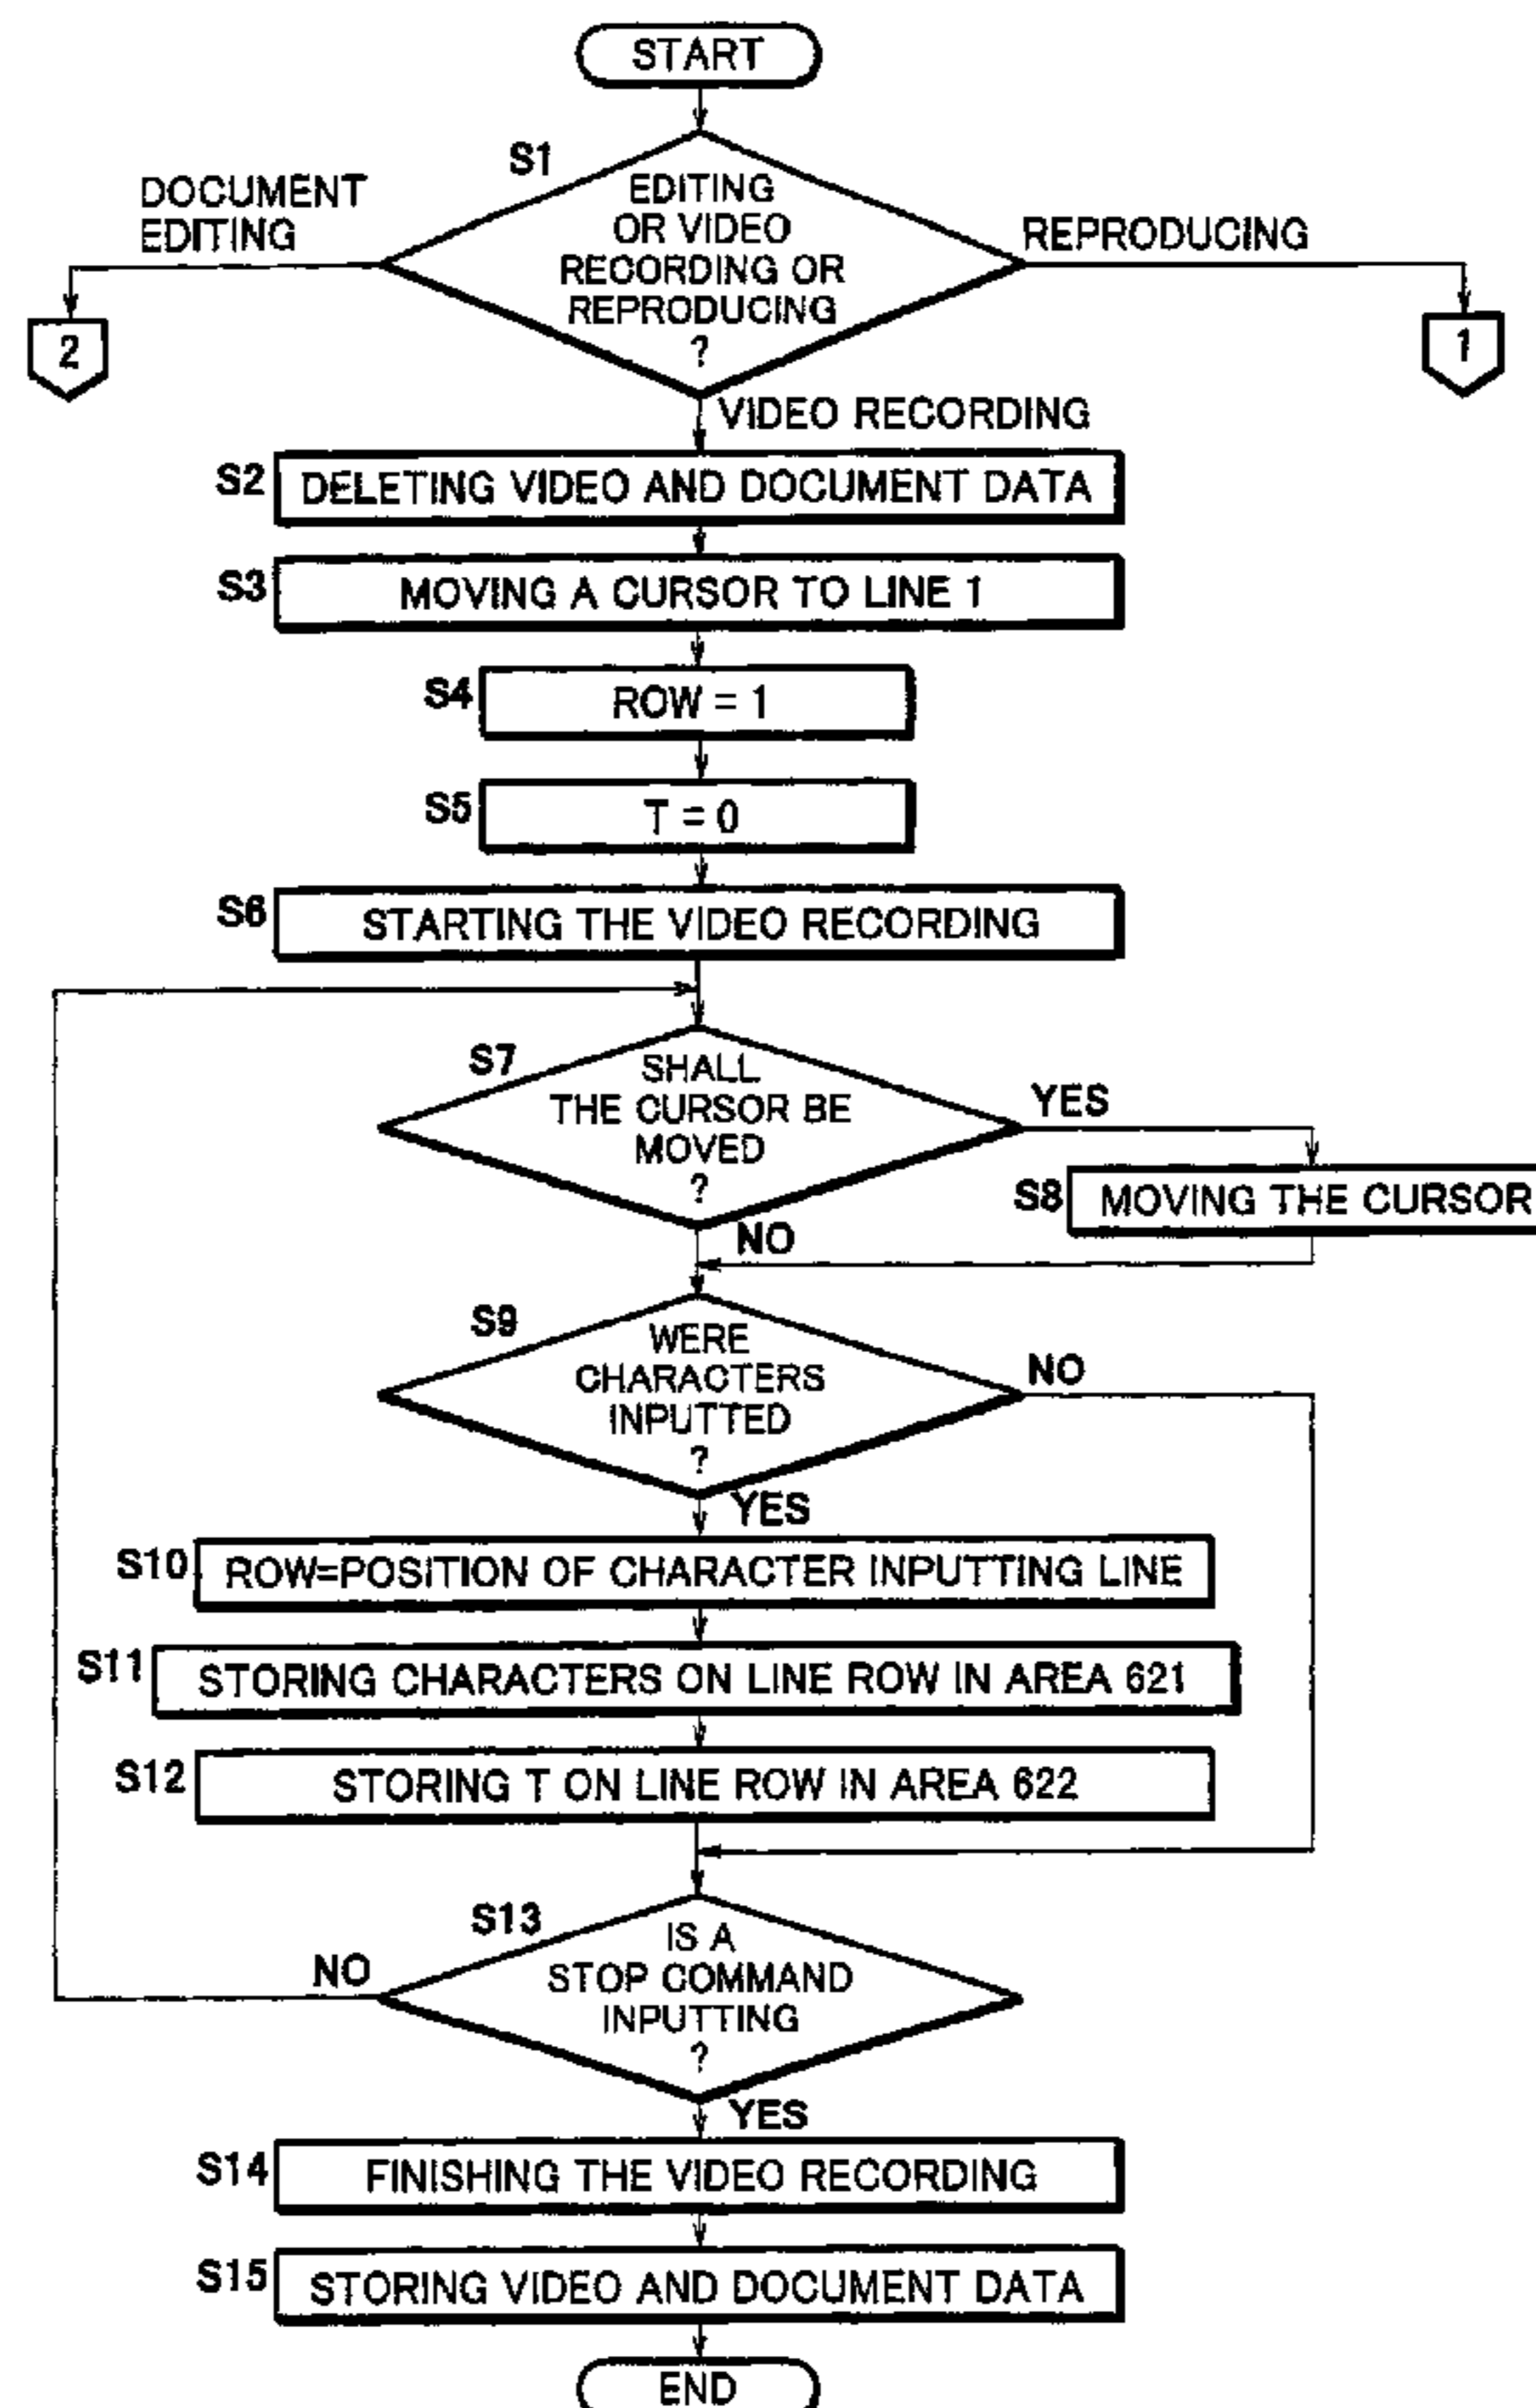 START
S1
EDITING
OR VIDEO
RECORDING OR
REPRODUCING
?
DOCUMENT
EDITING
REPRODUCING
2
1
VIDEO RECORDING
S2
DELETING VIDEO AND DOCUMENT DATA
S3
MOVING A CURSOR TO LINE 1
S4
ROW = 1
S5
T = 0
S6
STARTING THE VIDEO RECORDING
S7
SHALL
THE CURSOR BE
MOVED
?
YES
S8
MOVING THE CURSOR
NO
S9
WERE
CHARACTERS
INPUTTED
?
NO
YES
S10
ROW=POSITION OF CHARACTER INPUTTING LINE
S11
STORING CHARACTERS ON LINE ROW IN AREA 621
S12
STORING T ON LINE ROW IN AREA 622
S13
IS A
STOP COMMAND
INPUTTING
?
NO
YES
S14
FINISHING THE VIDEO RECORDING
S15
STORING VIDEO AND DOCUMENT DATA
END